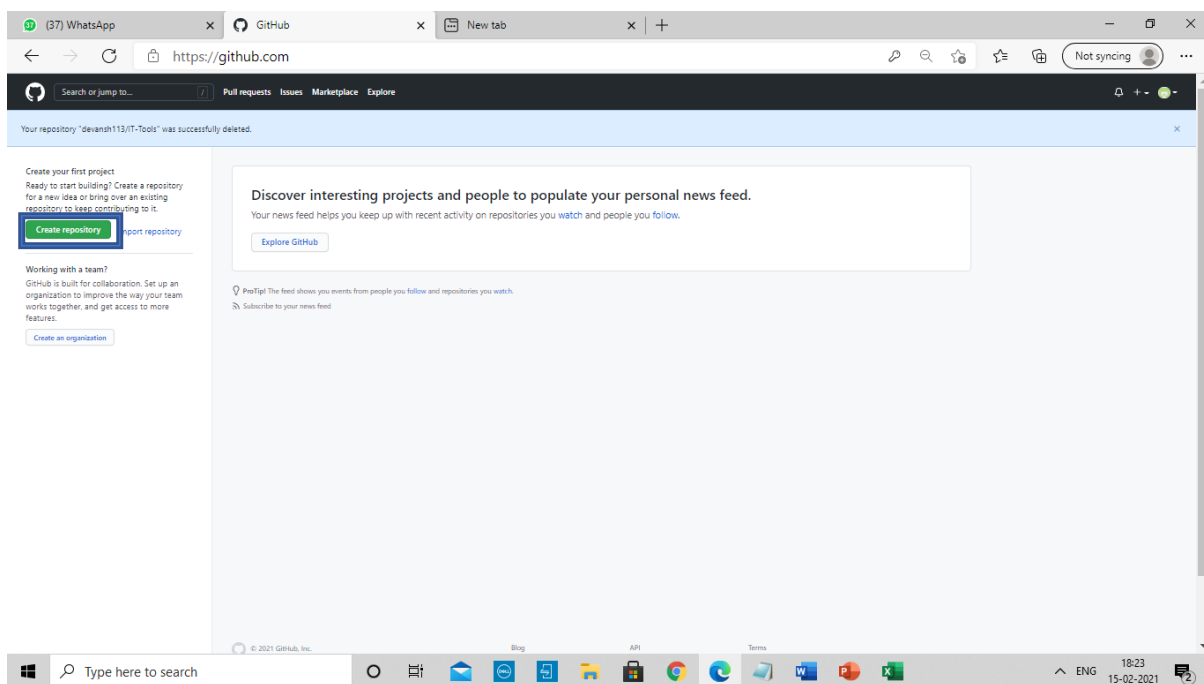 (37) WhatsApp
GitHub
New tab
https://github.com
Not syncing
Search or jump to...
/
Pull requests Issues Marketplace Explore
Your repository "devansh113/IT-Tools" was successfully deleted.
Create your first project
Ready to start building? Create a repository
for a new idea or bring over an existing
repository to keep contributing to it.
Create repository
mport repository
Working with a team?
GitHub is built for collaboration. Set up an
organization to improve the way your team
works together, and get access to more
features.
Create an organization
Discover interesting projects and people to populate your personal news feed.
Your news feed helps you keep up with recent activity on repositories you watch and people you follow.
Explore GitHub
ProTip! The feed shows you events from people you follow and repositories you watch.
Subscribe to your news feed
© 2021 GitHub, Inc.
Blog
API
Terms
Type here to search
ENG
18:23
15-02-2021